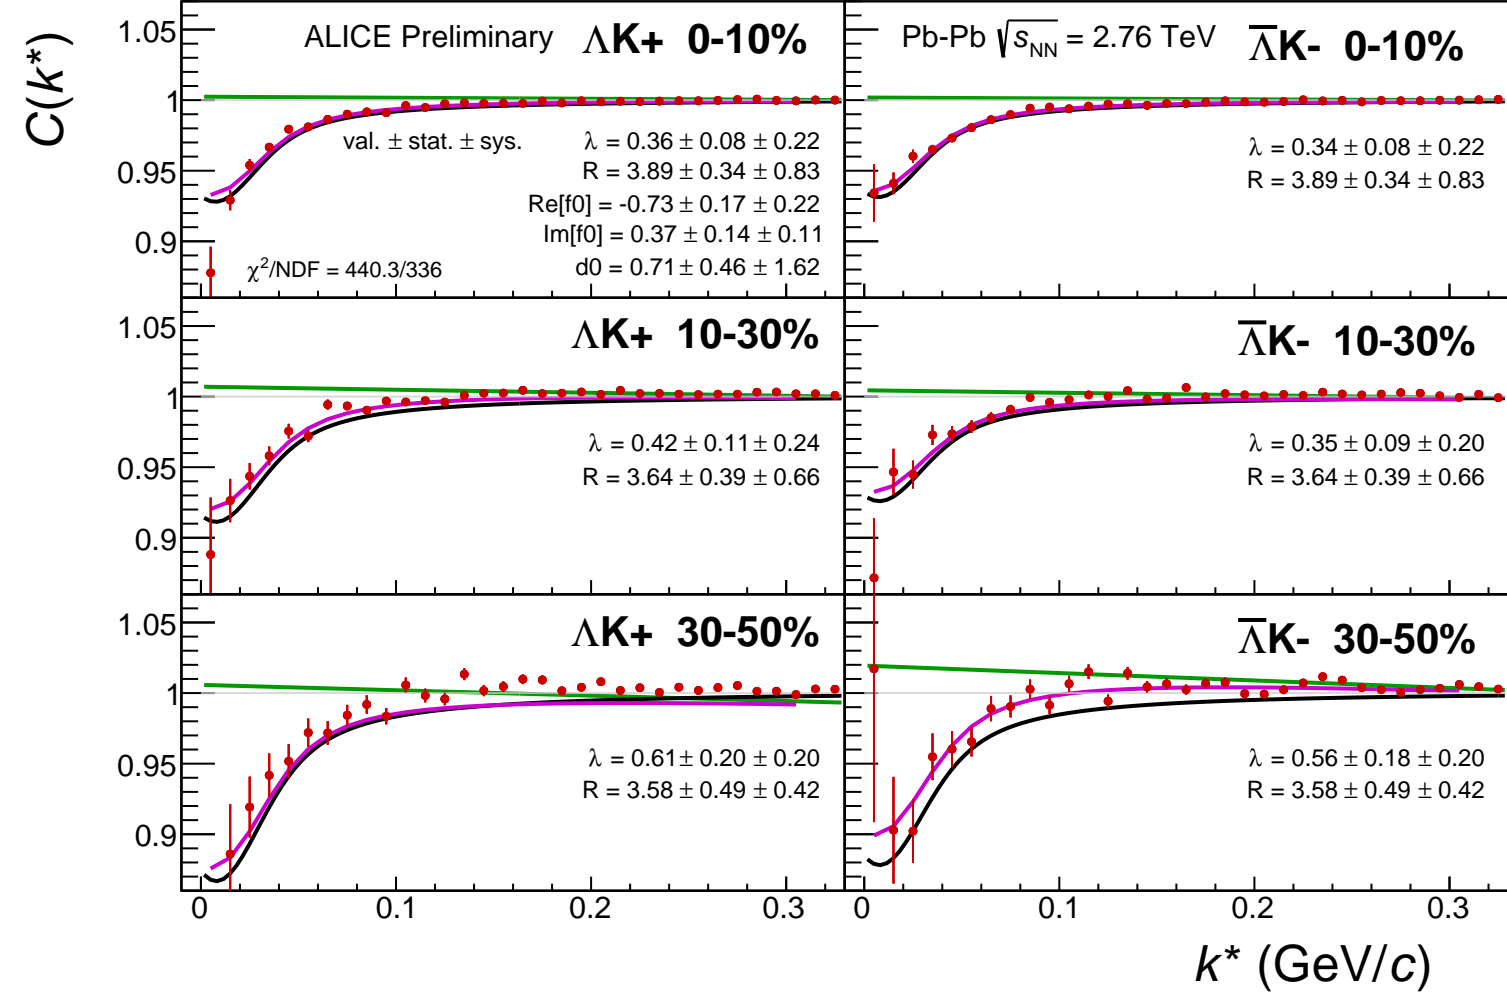 C(k*)
ALICE Preliminary ΛK+ 0-10%
val. ± stat. ± sys.
λ = 0.36 ± 0.08 ± 0.22
R = 3.89 ± 0.34 ± 0.83
Re[f0] = -0.73 ± 0.17 ± 0.22
Im[f0] = 0.37 ± 0.14 ± 0.11
d0 = 0.71 ± 0.46 ± 1.62
χ²/NDF = 440.3/336
1.05
1
0.95
0.9
Pb-Pb √s_NN = 2.76 TeV Λ̅K- 0-10%
λ = 0.34 ± 0.08 ± 0.22
R = 3.89 ± 0.34 ± 0.83
ΛK+ 10-30%
λ = 0.42 ± 0.11 ± 0.24
R = 3.64 ± 0.39 ± 0.66
1.05
1
0.95
0.9
Λ̅K- 10-30%
λ = 0.35 ± 0.09 ± 0.20
R = 3.64 ± 0.39 ± 0.66
ΛK+ 30-50%
λ = 0.61 ± 0.20 ± 0.20
R = 3.58 ± 0.49 ± 0.42
1.05
1
0.95
0.9
Λ̅K- 30-50%
λ = 0.56 ± 0.18 ± 0.20
R = 3.58 ± 0.49 ± 0.42
0 0.1 0.2 0.3
0 0.1 0.2 0.3
k* (GeV/c)